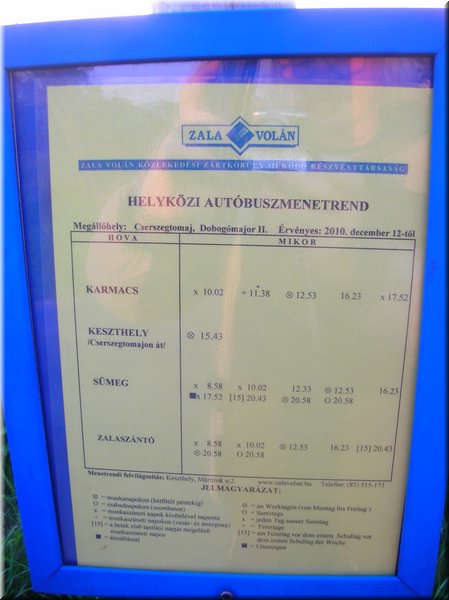 ZALA VOLÁN
ZALA VOLÁN KÖZLEKEDÉSI ZÁRTKÖRŰEN MŰKÖDŐ RÉSZVÉNYTÁRSASÁG
HELYKÖZI AUTÓBUSZMENETREND
Megállóhely: Cserszegtomaj, Dobogómajor II. Érvényes: 2010. december 12-től
HOVA MIKOR
KARMACS x 10.02 + 11.38 ⊗ 12.53 16.23 x 17.52
KESZTHELY ⊗ 15.43
/Cserszegtomajon át/
SÜMEG x 8.58 x 10.02 12.33 ⊗ 12.53 16.23
■x 17.52 [15] 20.43 ⊗ 20.58 O 20.58
ZALASZÁNTÓ x 8.58 x 10.02 ⊗ 12.53 16.23 [15] 20.43
⊗ 20.58 O 20.58
Menetrendi felvilágosítás: Keszthely, Mártírok u.2 www.zalavolan.hu Telefon: (83) 515-173
JELMAGYARÁZAT:
⊗ = munkanapokon (hétfőtől péntekig) ⊗ = an Werktagen (von Montag bis Freitag)
O = szabadnapokon (szombaton) O = Samstags
x = munkaszüneti napok kivételével naponta x = jeden Tag ausser Sonntag
+ = munkaszüneti napokon (vasár- és ünnepnap) + = Feiertags
[15] = a hetek első tanítási napját megelőző [15] = am Feiertag vor dem ersten Schultag vor
munkaszüneti napon dem ersten Schultag der Woche
■ = átszállással ■ = Umsteigen